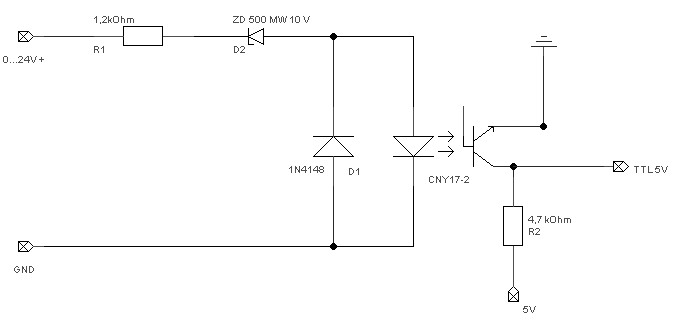 1,2kOhm
ZD 500 MW 10 V
R1
D2
0...24V+
1N4148
D1
CNY17-2
TTL5V
4,7 kOhm
R2
GND
5V